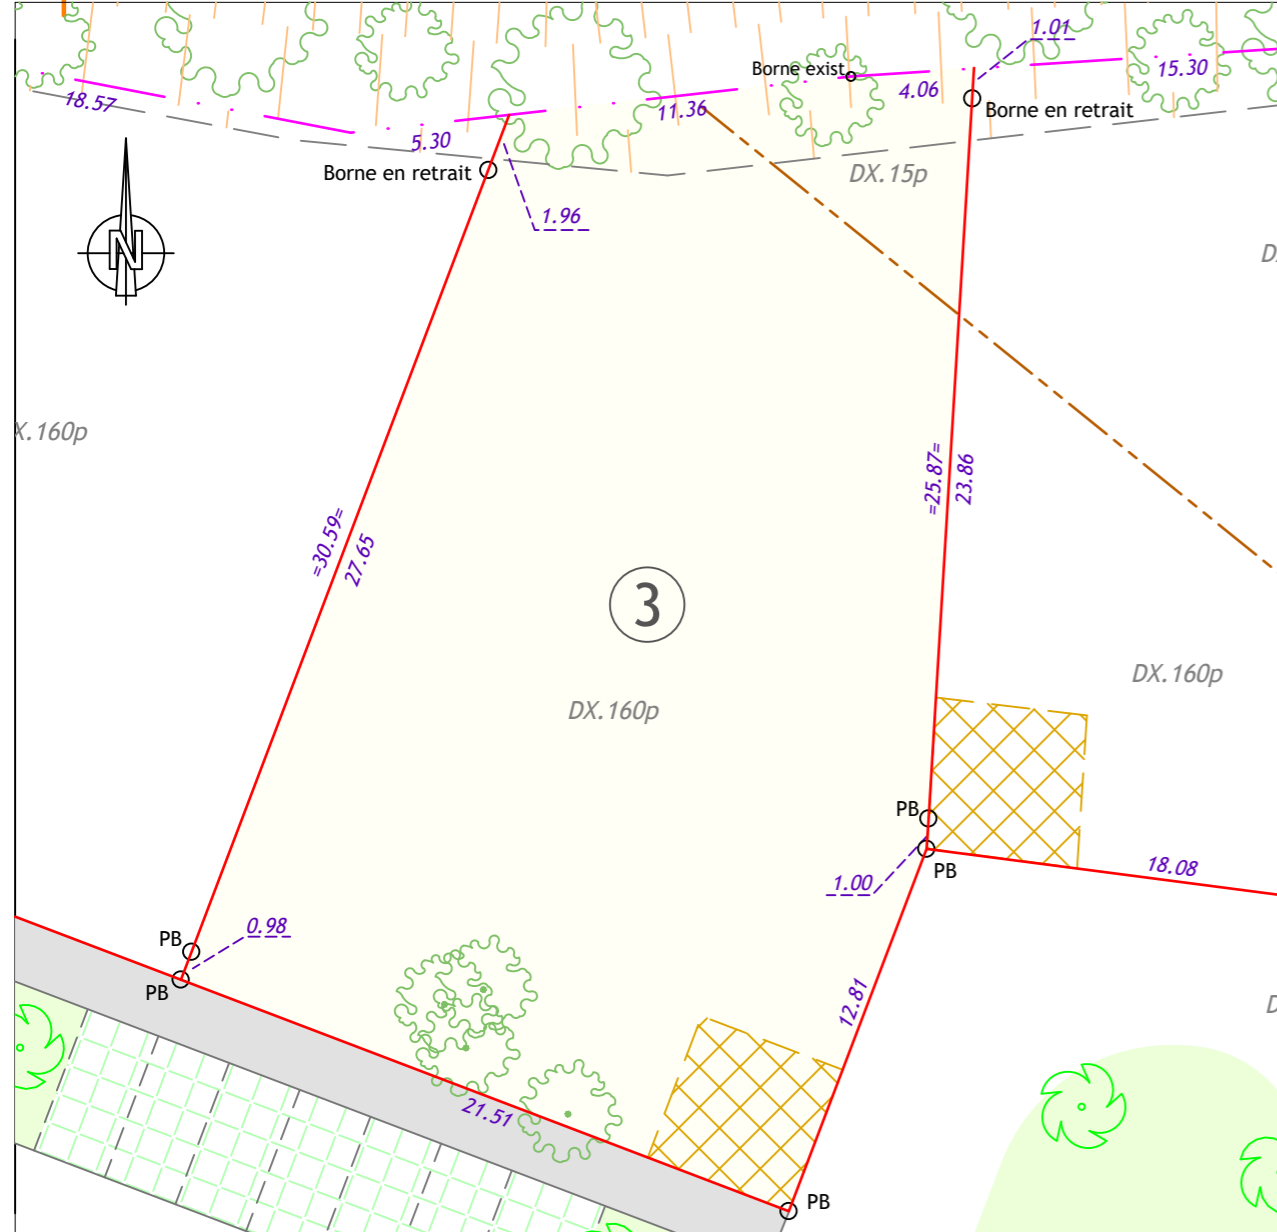 1.01
Borne exist.
15.30
18.57
4.06
11.36
Borne en retrait
5.30
Borne en retrait
DX.15p
1.96
N
D
X.160p
=25.87=
23.86
=30.59=
27.65
3
DX.160p
DX.160p
PB
18.08
PB
1.00
0.98
PB
PB
12.81
D
21.51
PB